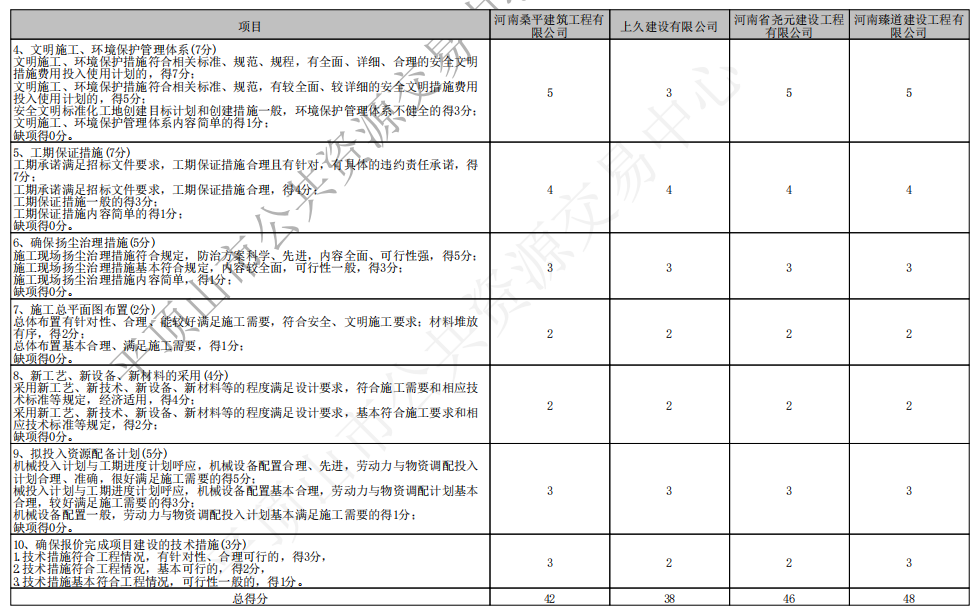 项目
河南桑平建筑工程有限公司
上久建设有限公司
河南省尧元建设工程有限公司
河南臻道建设工程有限公司
4、文明施工、环境保护管理体系(7分)
文明施工、环境保护措施符合相关标准、规范、规程，有全面、详细、合理的安全文明
措施费用投入使用计划的，得7分；
文明施工、环境保护措施符合相关标准、规范，有较全面、较详细的安全文明措施费用
投入使用计划的，得5分；
安全文明标准化工地创建目标计划和创建措施一般，环境保护管理体系不健全的得3分；
文明施工、环境保护管理体系内容简单的得1分；
缺项得0分。
5 3 5 5
5、工期保证措施(7分)
工期承诺满足招标文件要求，工期保证措施合理且有针对，有具体的违约责任承诺，得
7分；
工期承诺满足招标文件要求，工期保证措施合理，得4分；
工期保证措施一般的得3分；
工期保证措施内容简单的得1分；
缺项得0分。
4 4 4 4
6、确保扬尘治理措施(5分)
施工现场扬尘治理措施符合规定，防治方案科学、先进，内容全面、可行性强，得5分；
施工现场扬尘治理措施基本符合规定，内容较全面，可行性一般，得3分；
施工现场扬尘治理措施内容简单，得1分；
缺项得0分。
3 3 3 3
7、施工总平面图布置(2分)
总体布置有针对性、合理，能较好满足施工需要，符合安全、文明施工要求；材料堆放
有序，得2分；
总体布置基本合理、满足施工需要，得1分；
缺项得0分。
2 2 2 2
8、新工艺、新设备、新材料的采用(4分)
采用新工艺、新技术、新设备、新材料等的程度满足设计要求，符合施工需要和相应技
术标准等规定，经济适用，得4分；
采用新工艺、新技术、新设备、新材料等的程度满足设计要求，基本符合施工要求和相
应技术标准等规定，得2分；
缺项得0分。
2 2 2 2
9、拟投入资源配备计划(5分)
机械投入计划与工期进度计划呼应，机械设备配置合理、先进，劳动力与物资调配投入
计划合理、准确，很好满足施工需要的得5分；
械投入计划与工期进度计划呼应，机械设备配置基本合理，劳动力与物资调配计划基本
合理，较好满足施工需要的得3分；
机械设备配置一般，劳动力与物资调配投入计划基本满足施工需要的得1分；
缺项得0分。
3 3 3 3
10、确保报价完成项目建设的技术措施(3分)
1.技术措施符合工程情况，有针对性、合理可行的，得3分，
2.技术措施符合工程情况，基本可行的，得2分，
3.技术措施基本符合工程情况，可行性一般的，得1分。
3 2 2 3
总得分 42 38 46 48
平顶山市公共资源交易中
平顶山市公共资源交易中心